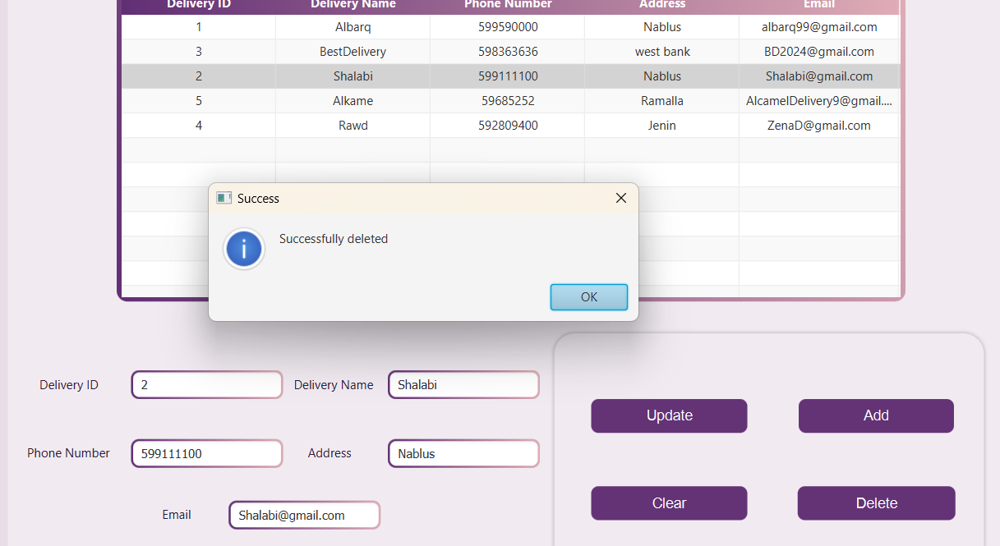 Delivery ID Delivery Name Phone Number Address Email
1 Albarq 599590000 Nablus albarq99@gmail.com
3 BestDelivery 598363636 west bank BD2024@gmail.com
2 Shalabi 599111100 Nablus Shalabi@gmail.com
5 Alkame 59685252 Ramalla AlcamelDelivery9@gmail....
4 Rawd 592809400 Jenin ZenaD@gmail.com
Success
Successfully deleted
OK
Delivery ID 2 Delivery Name Shalabi
Phone Number 599111100 Address Nablus
Email Shalabi@gmail.com
Update Add
Clear Delete